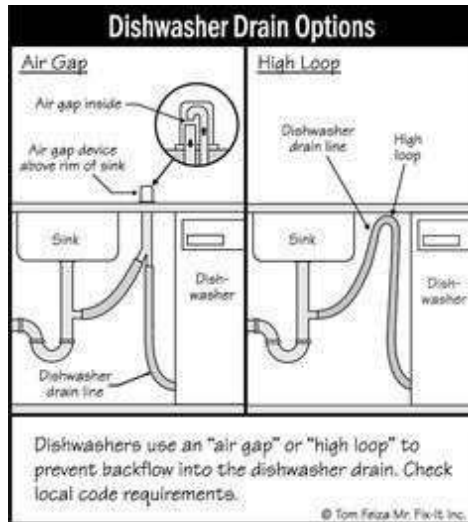 Dishwasher Drain Options
Air Gap
Air gap inside
Air gap device
above rim of sink
Sink
Dish-
washer
Dishwasher
drain line
High Loop
Dishwasher
drain line
High
loop
Sink
Dish-
washer
Dishwashers use an "air gap" or "high loop" to
prevent backflow into the dishwasher drain. Check
local code requirements.
© Tom Feiza Mr. Fix-It Inc.